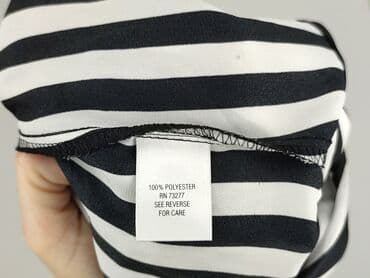 100% POLYESTER
RN 73277
SEE REVERSE
FOR CARE